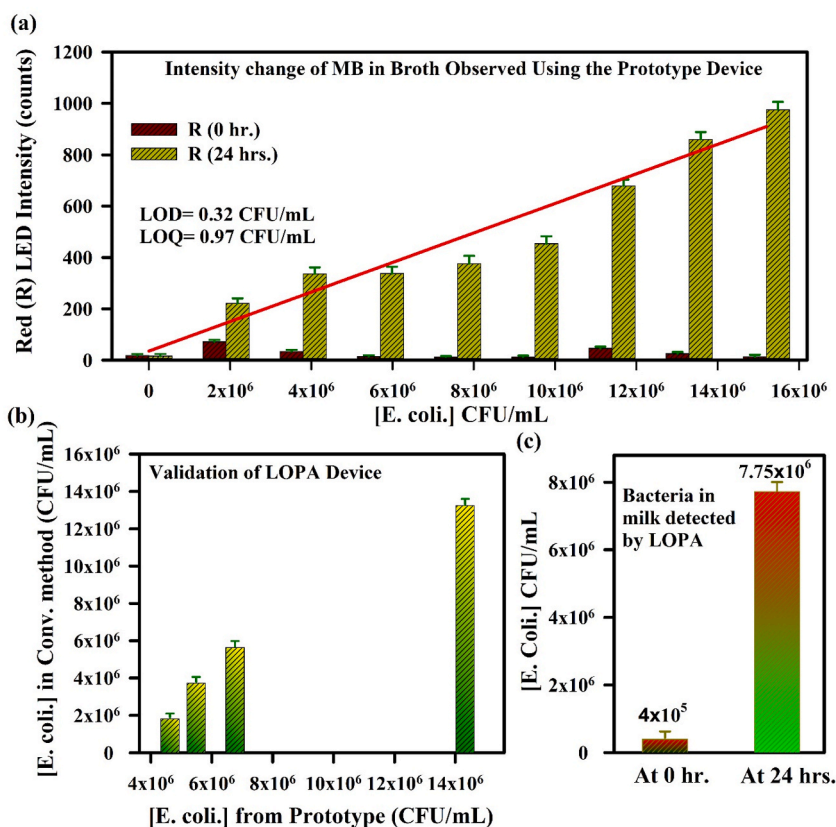 (a)
Intensity change of MB in Broth Observed Using the Prototype Device
R (0 hr.)
R (24 hrs.)
LOD= 0.32 CFU/mL
LOQ= 0.97 CFU/mL
Red (R) LED Intensity (counts)
1200
1000
800
600
400
200
0
0 2x10⁶ 4x10⁶ 6x10⁶ 8x10⁶ 10x10⁶ 12x10⁶ 14x10⁶ 16x10⁶
[E. coli.] CFU/mL
(b)
Validation of LOPA Device
[E. coli.] in Conv. method (CFU/mL)
16x10⁶
14x10⁶
12x10⁶
10x10⁶
8x10⁶
6x10⁶
4x10⁶
2x10⁶
0
4x10⁶ 6x10⁶ 8x10⁶ 10x10⁶ 12x10⁶ 14x10⁶
[E. coli.] from Prototype (CFU/mL)
(c)
7.75x10⁶
Bacteria in
milk detected
by LOPA
4x10⁵
[E. Coli.] CFU/mL
8x10⁶
6x10⁶
4x10⁶
2x10⁶
0
At 0 hr. At 24 hrs.